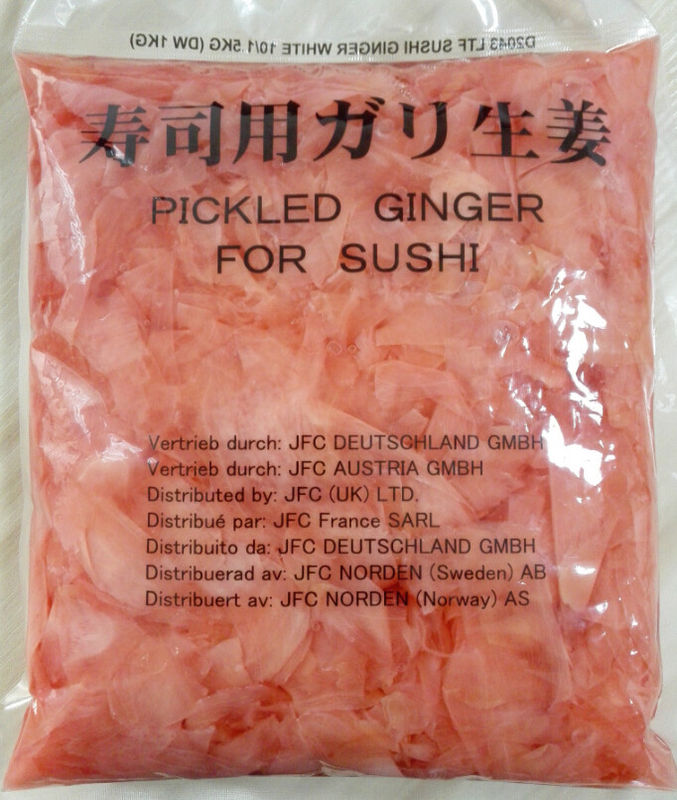 D2043 LTF SUSHI GINGER WHITE 10/1.5KG (DW 1KG)
寿司用ガリ生姜
PICKLED GINGER
FOR SUSHI
Vertrieb durch: JFC DEUTSCHLAND GMBH
Vertrieb durch: JFC AUSTRIA GMBH
Distributed by: JFC (UK) LTD.
Distribué par: JFC France SARL
Distribuito da: JFC DEUTSCHLAND GMBH
Distribuerad av: JFC NORDEN (Sweden) AB
Distribuert av: JFC NORDEN (Norway) AS